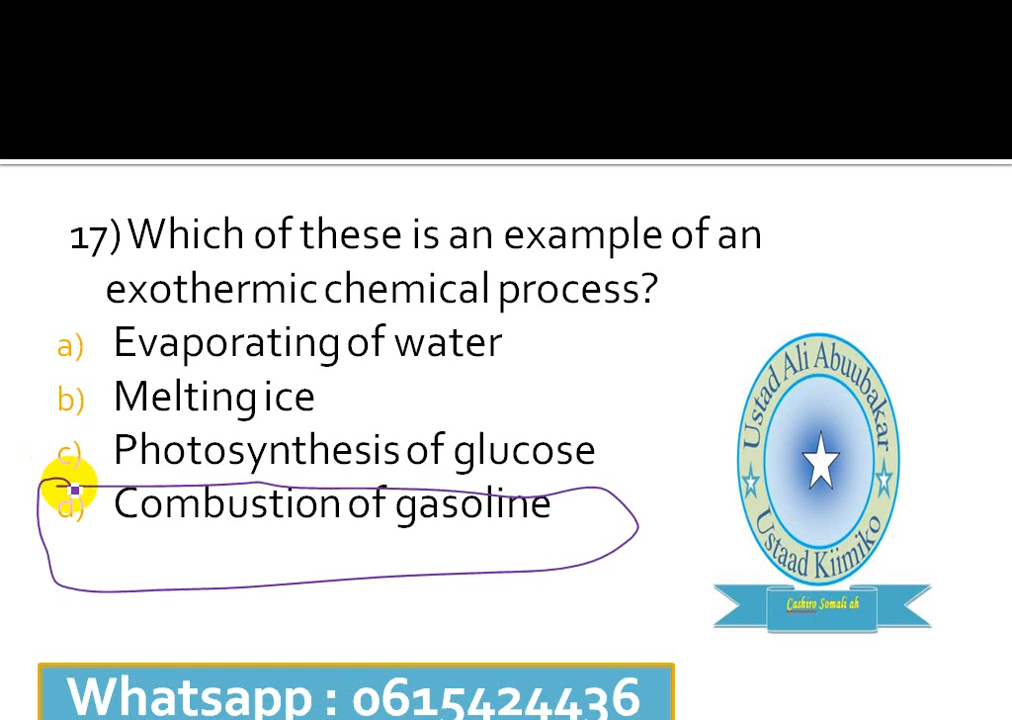 17) Which of these is an example of an
exothermic chemical process?
a) Evaporating of water
b) Melting ice
c) Photosynthesis of glucose
d) Combustion of gasoline
Ustad Ali Abuubakar
Ustaad Kiimiko
Cashiro Somali ah
Whatsapp : 0615424436